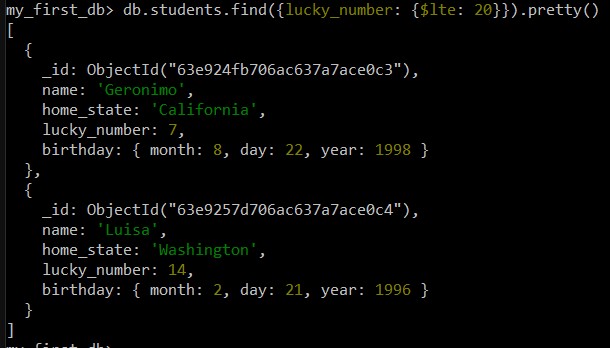 my_first_db> db.students.find({lucky_number: {$lte: 20}}).pretty()
[
  {
    _id: ObjectId("63e924fb706ac637a7ace0c3"),
    name: 'Geronimo',
    home_state: 'California',
    lucky_number: 7,
    birthday: { month: 8, day: 22, year: 1998 }
  },
  {
    _id: ObjectId("63e9257d706ac637a7ace0c4"),
    name: 'Luisa',
    home_state: 'Washington',
    lucky_number: 14,
    birthday: { month: 2, day: 21, year: 1996 }
  }
]
my_first_db>